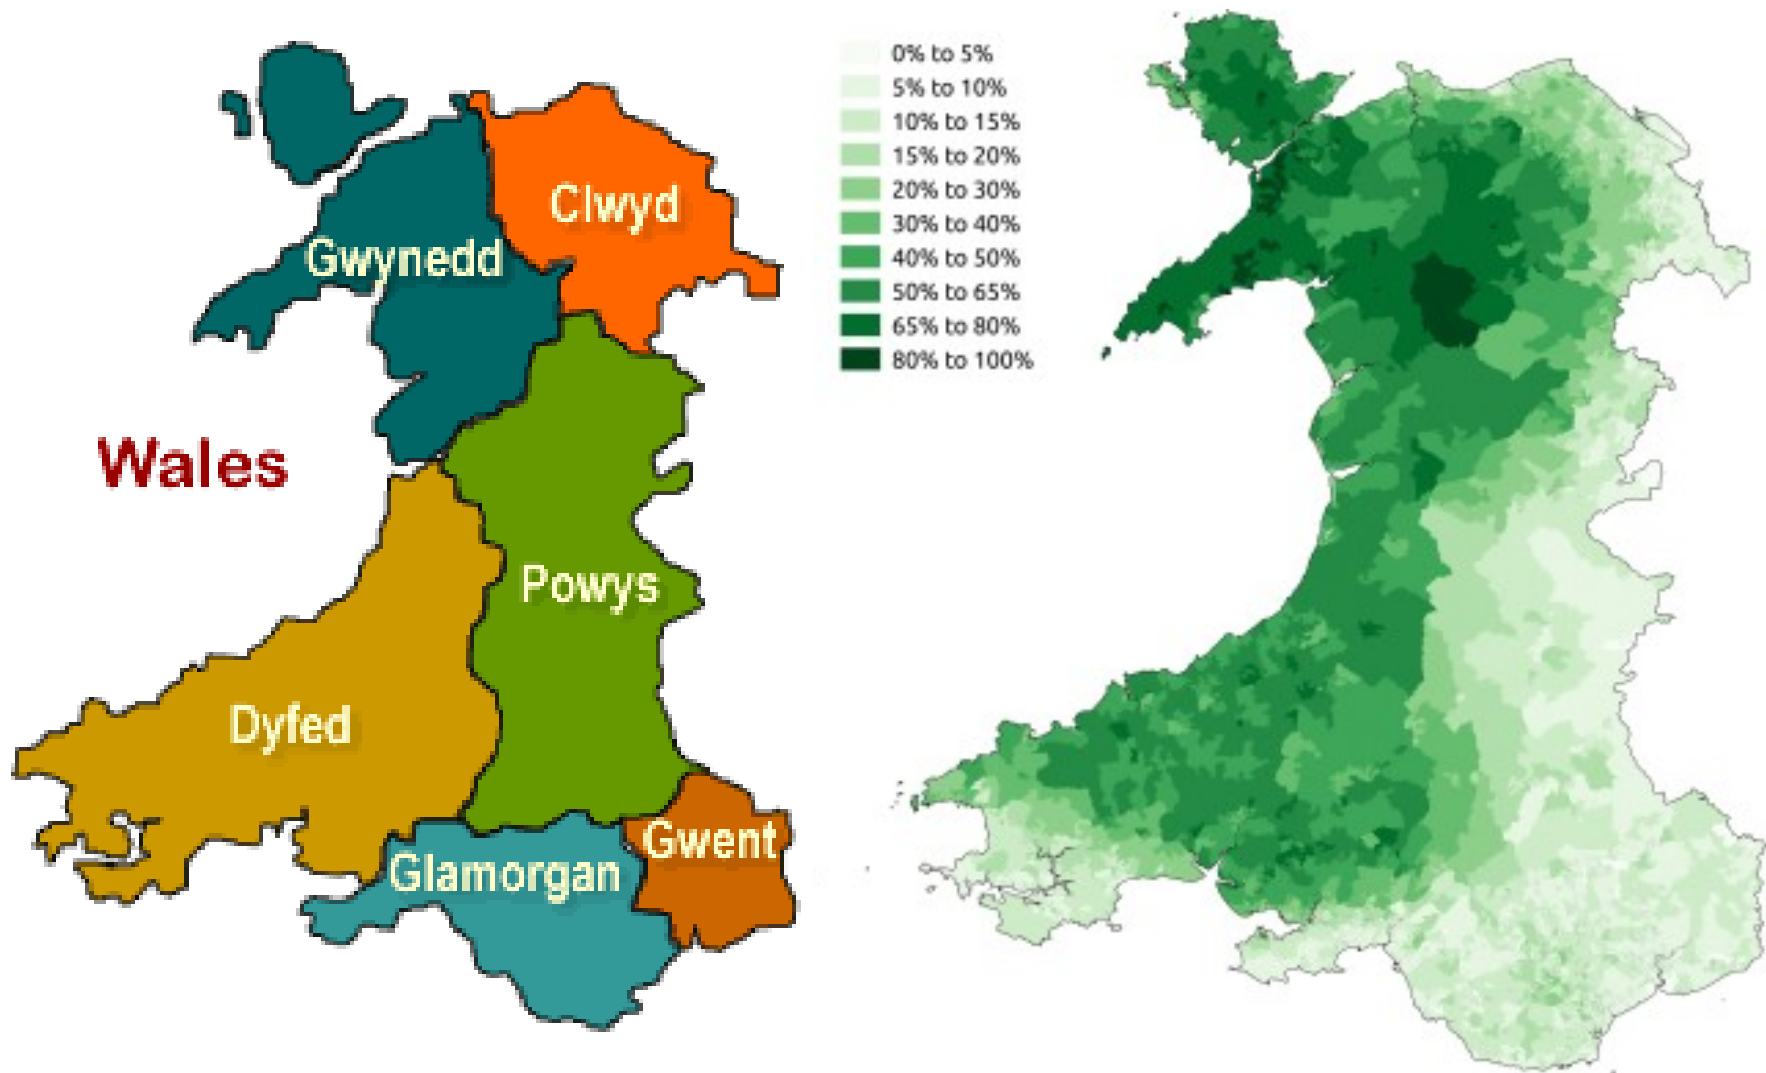 Clwyd
Gwynedd
Wales
Powys
Dyfed
Gwent
Glamorgan
0% to 5%
5% to 10%
10% to 15%
15% to 20%
20% to 30%
30% to 40%
40% to 50%
50% to 65%
65% to 80%
80% to 100%